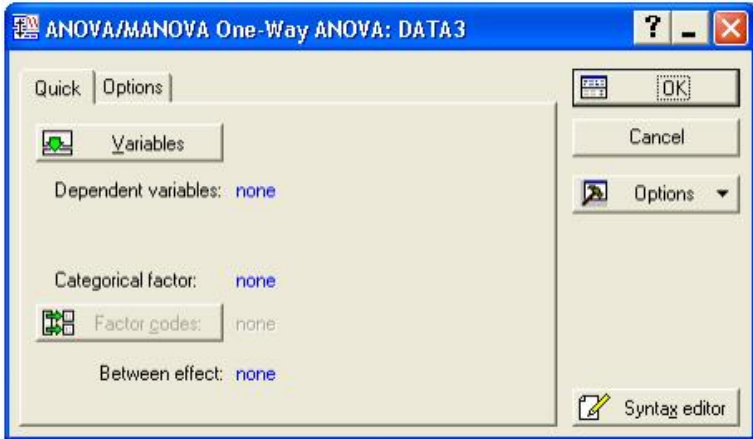 ANOVA/MANOVA One-Way ANOVA: DATA3
?
Quick
Options
OK
Variables
Cancel
Dependent variables: none
Options
Categorical factor: none
Factor codes: none
Between effect: none
Syntax editor